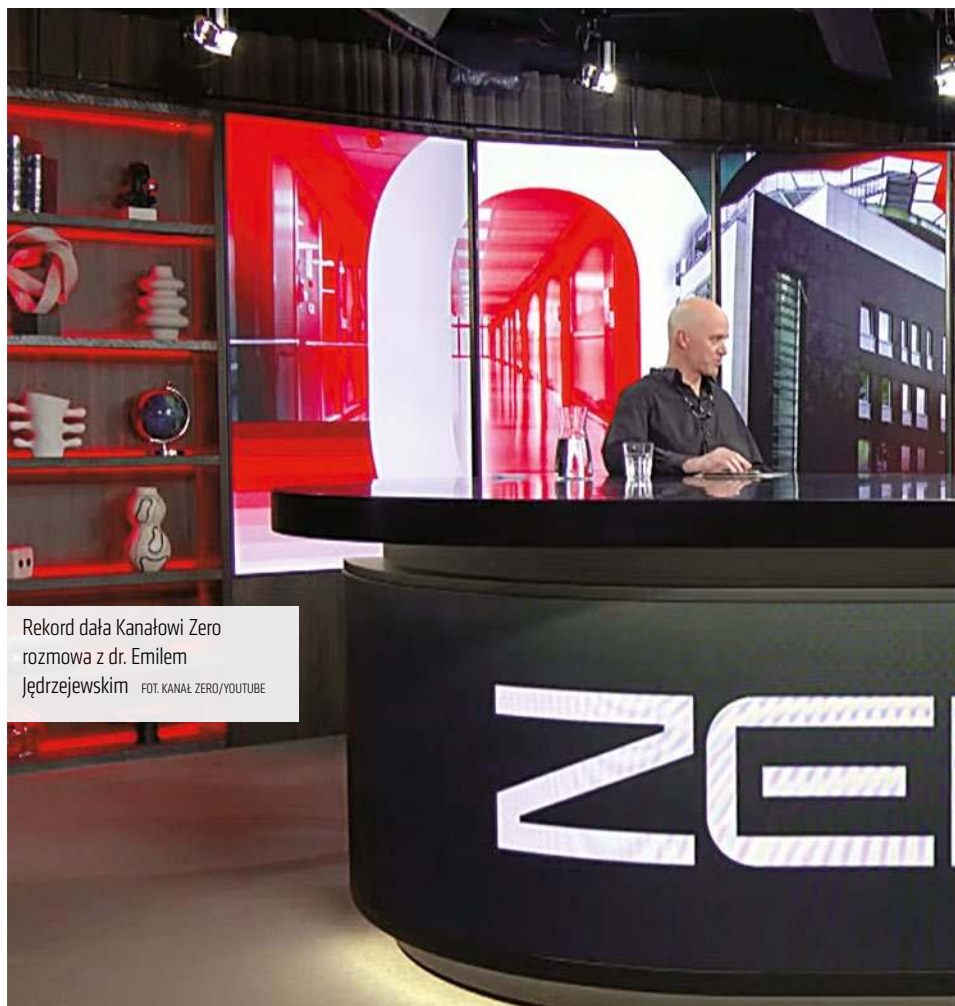 Rekord dała Kanałowi Zero
rozmowa z dr. Emilem
Jędrzejewskim FOT. KANAŁ ZERO/YOUTUBE
ZE